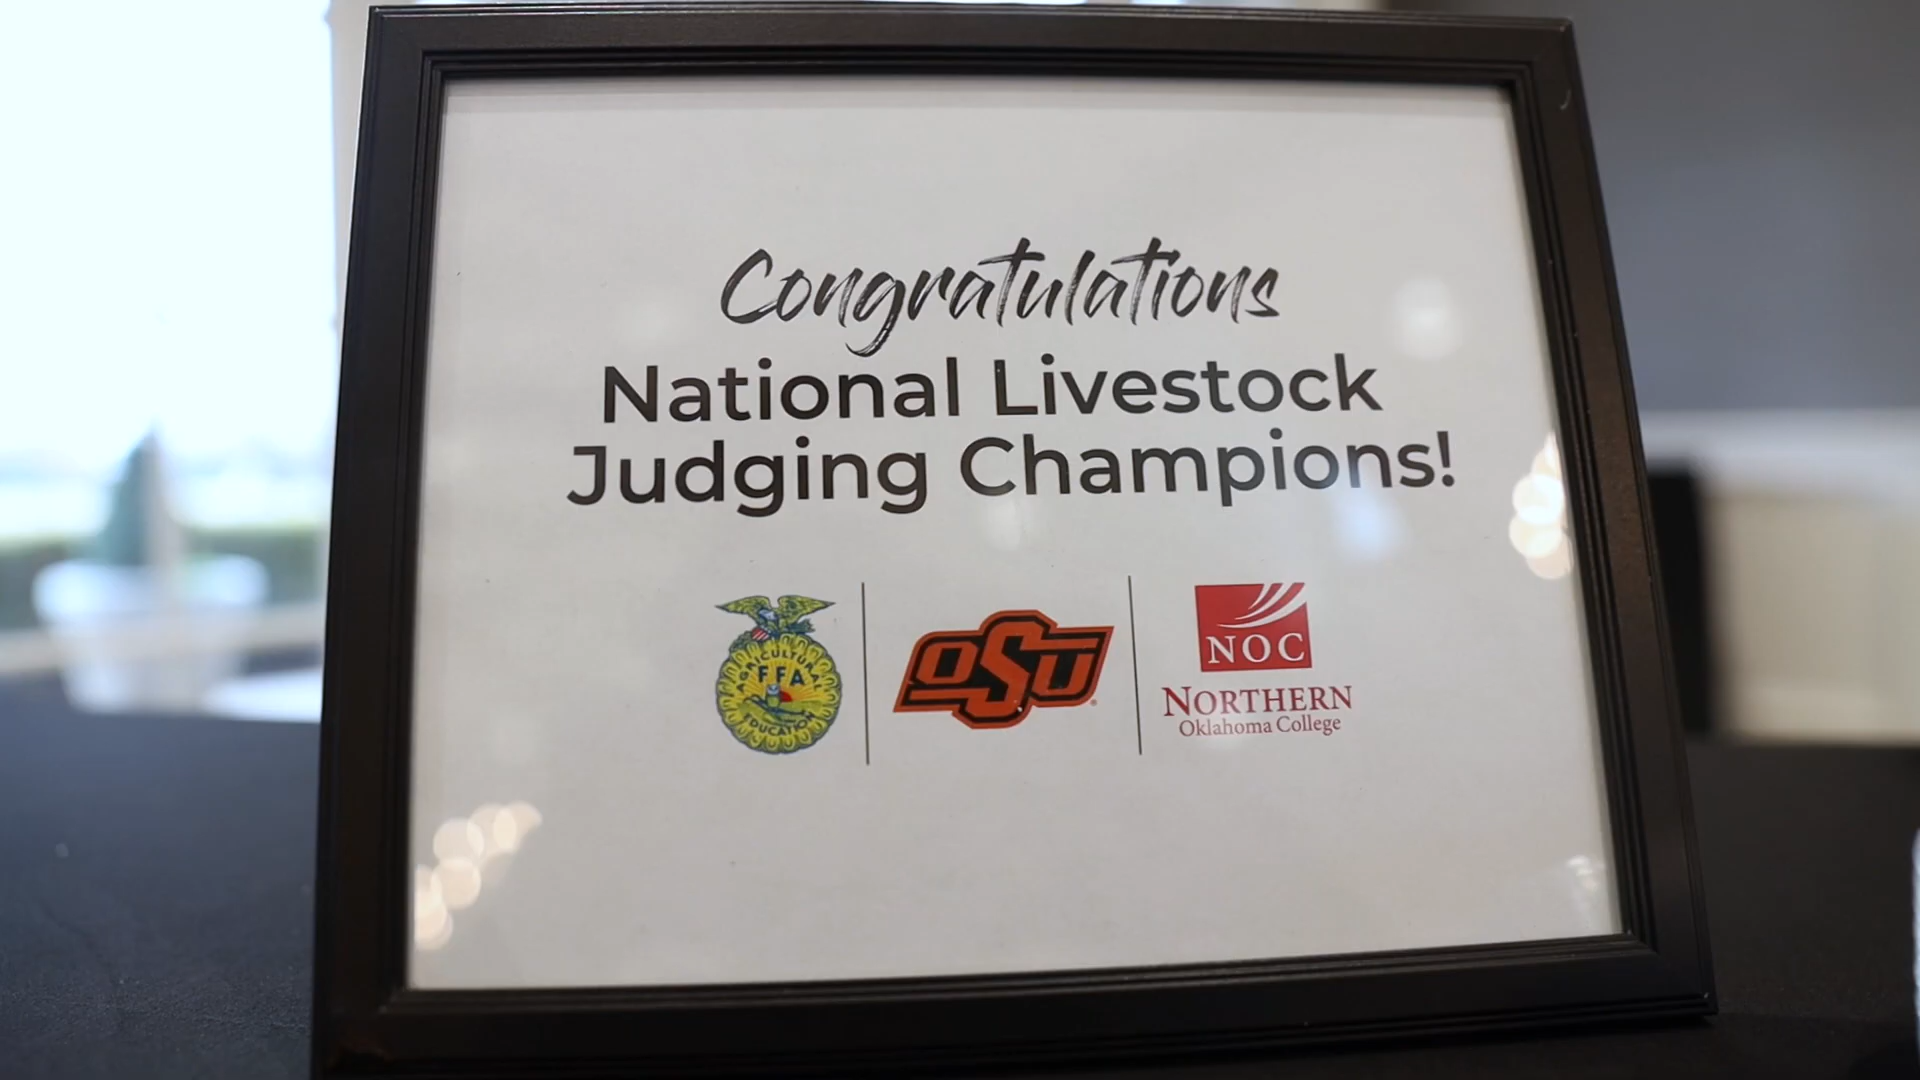 Congratulations
National Livestock
Judging Champions!
AGRICULTURAL
FFA
EDUCATION
OSU
NOC
NORTHERN
Oklahoma College